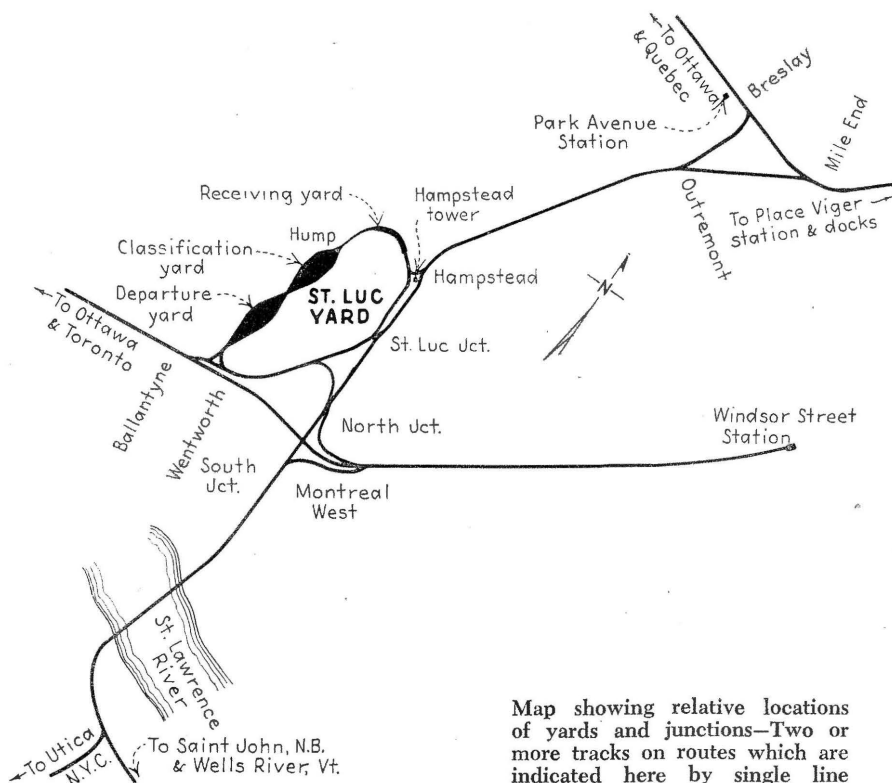 To Ottawa
& Quebec
Breslay
Park Avenue
Station
Mile End
Outremont
To Place Viger
station & docks
Receiving yard
Hampstead
tower
Hump
Classification
yard
Departure
yard
Hampstead
ST. LUC
YARD
To Ottawa
& Toronto
St. Luc Jct.
N
Ballantyne
Wentworth
North Jct.
Windsor Street
Station
South
Jct.
Montreal
West
St. Lawrence
River
To Utica
N.Y.C.
To Saint John, N.B.
& Wells River, Vt.
Map showing relative locations
of yards and junctions—Two or
more tracks on routes which are
indicated here by single line